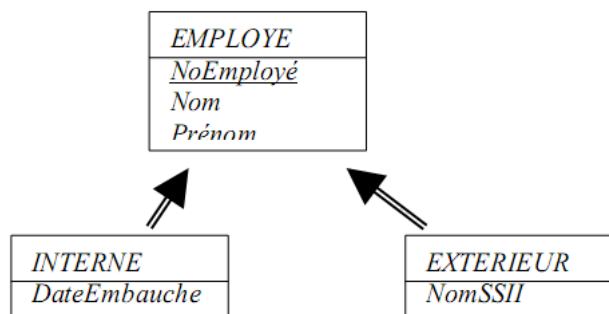 EMPLOYE
NoEmployé
Nom
Prénom
INTERNE
DateEmbauche
EXTERIEUR
NomSSII